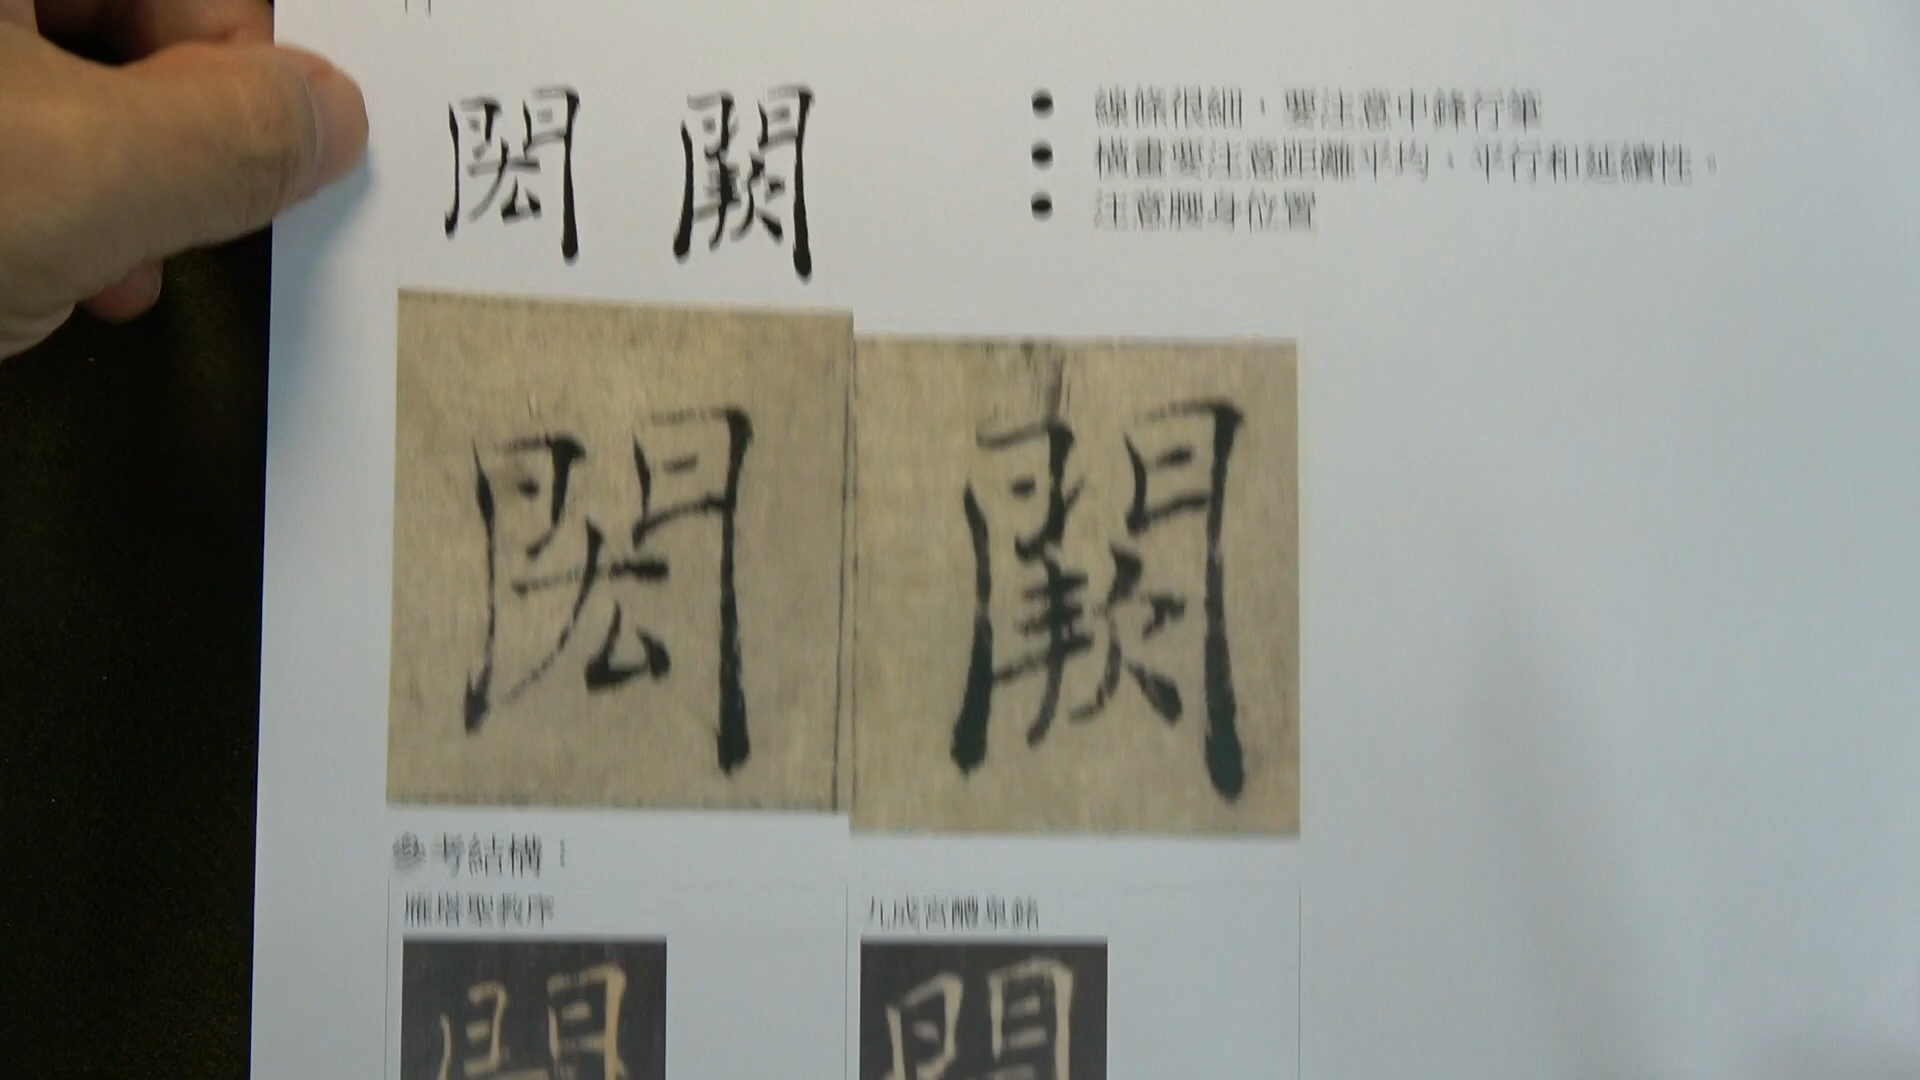 閎 闕
● 線條很細，要注意中鋒行筆
● 橫畫要注意距離平均、平行和延續性。
● 注意腰身位置
閎 闕
參考結構：
雁塔聖教序 九成宮醴泉銘